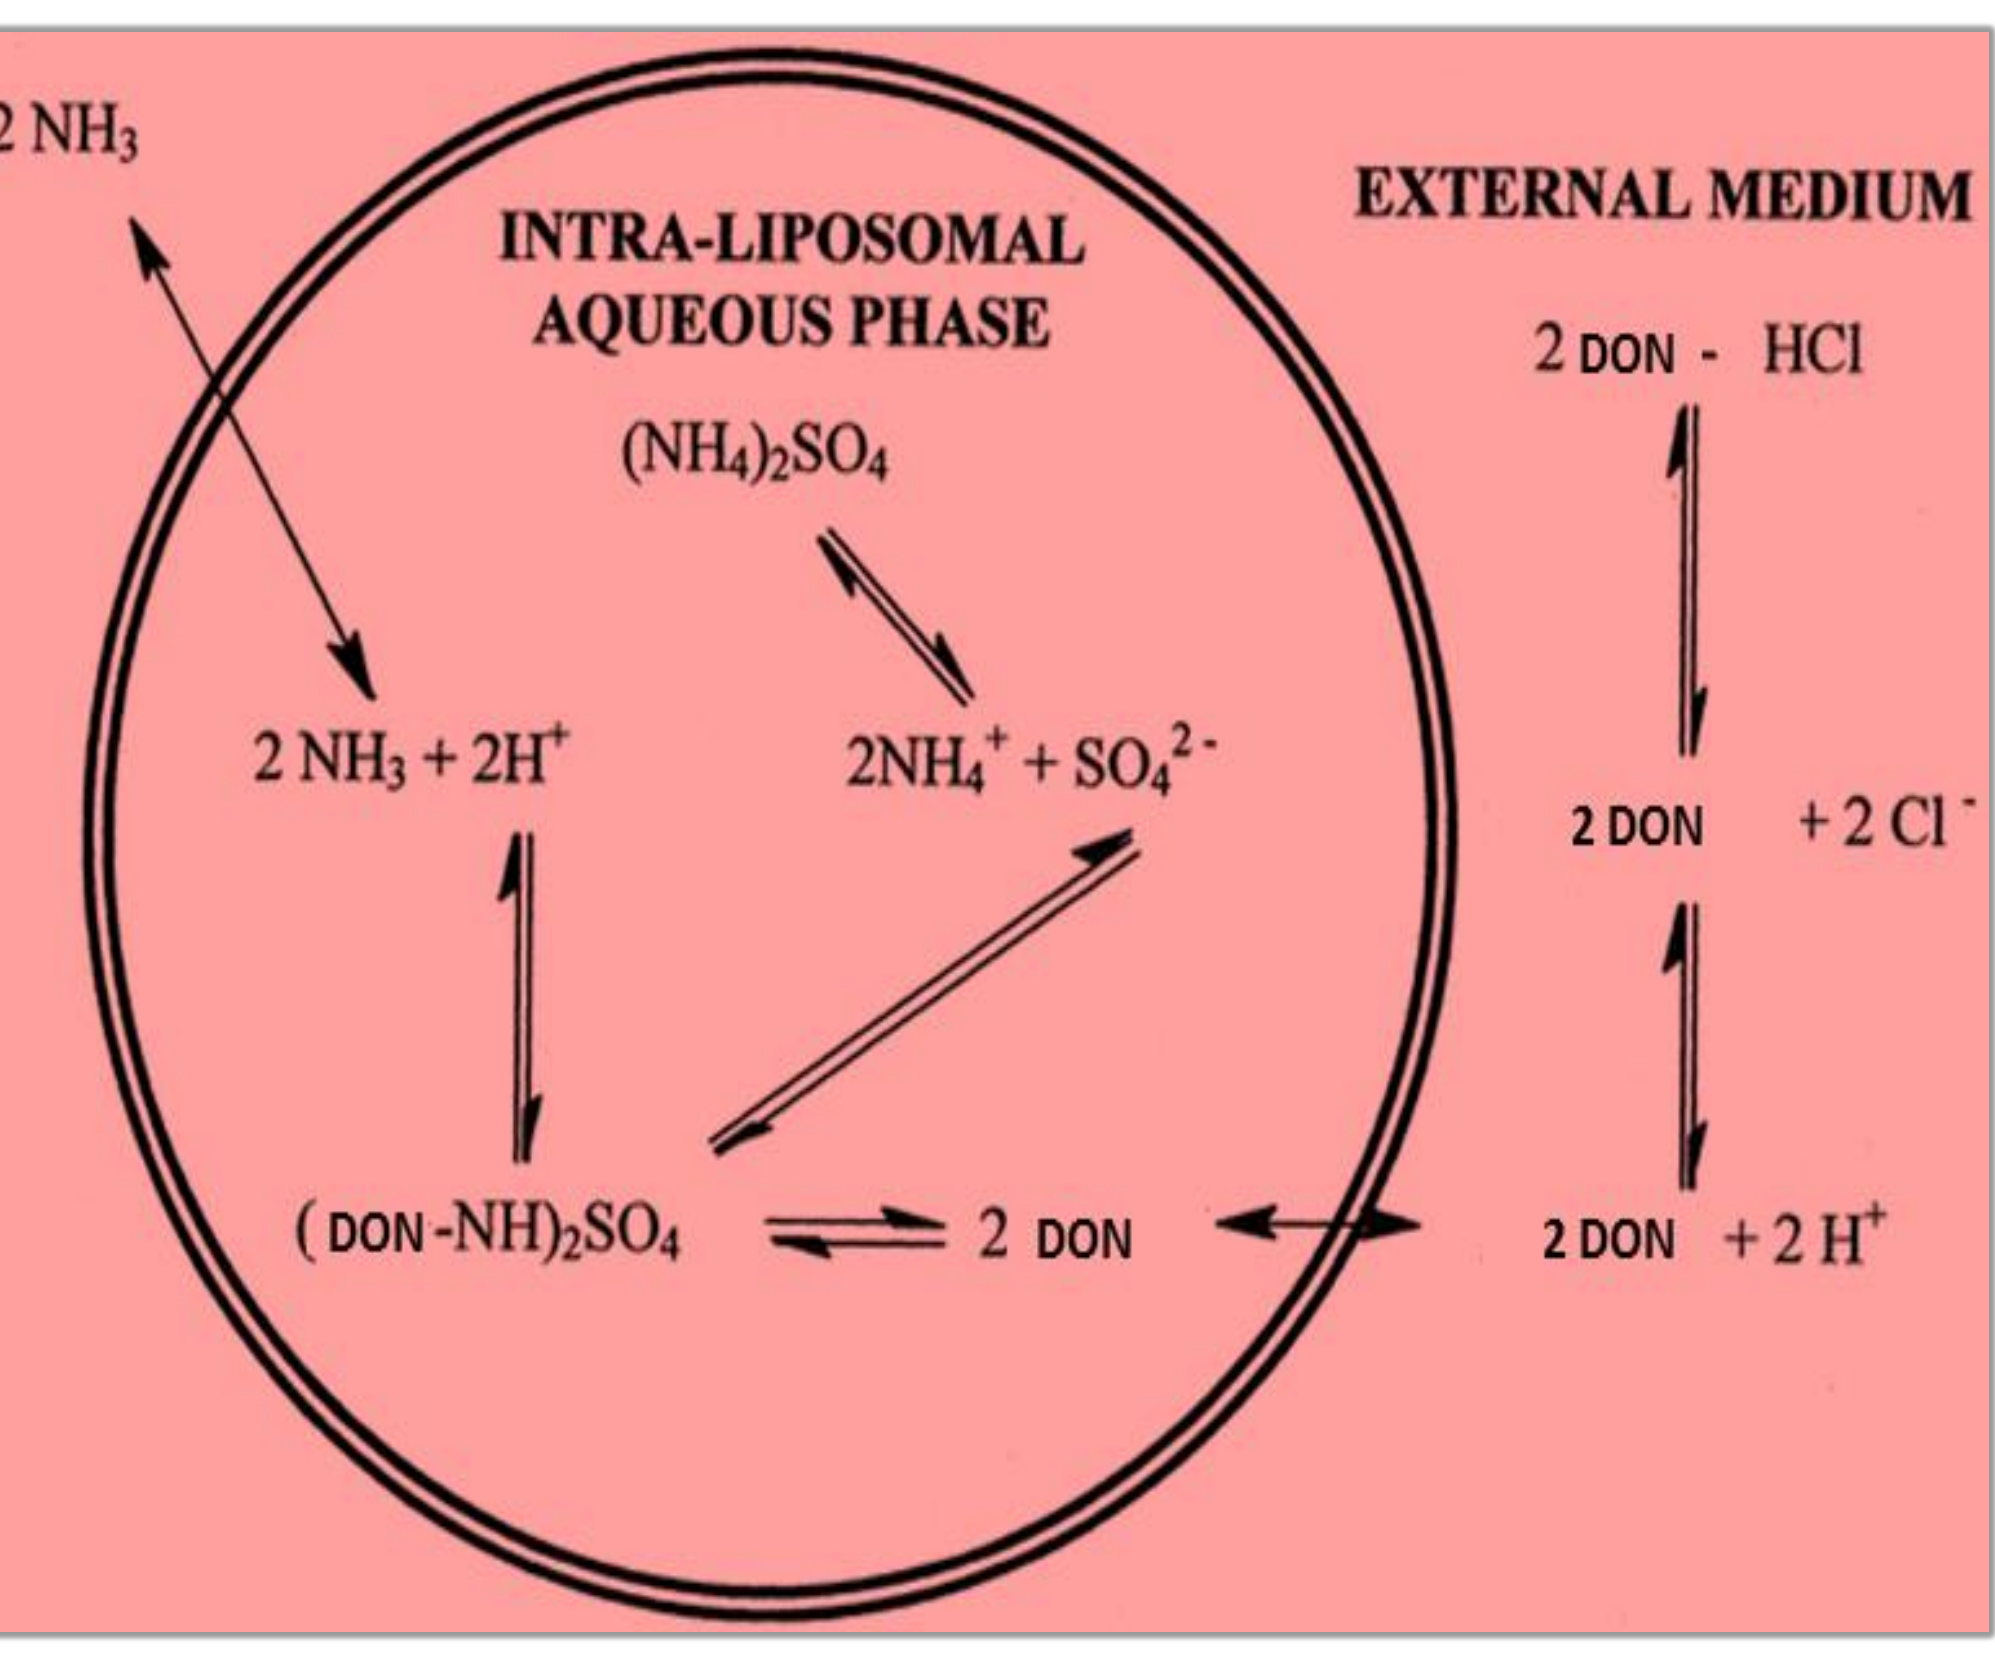 2 NH₃
EXTERNAL MEDIUM
INTRA-LIPOSOMAL
AQUEOUS PHASE
2 DON - HCl
(NH₄)₂SO₄
2 NH₃ + 2H⁺
2NH₄⁺ + SO₄²⁻
2 DON + 2 Cl⁻
(DON-NH)₂SO₄
2 DON
2 DON + 2 H⁺